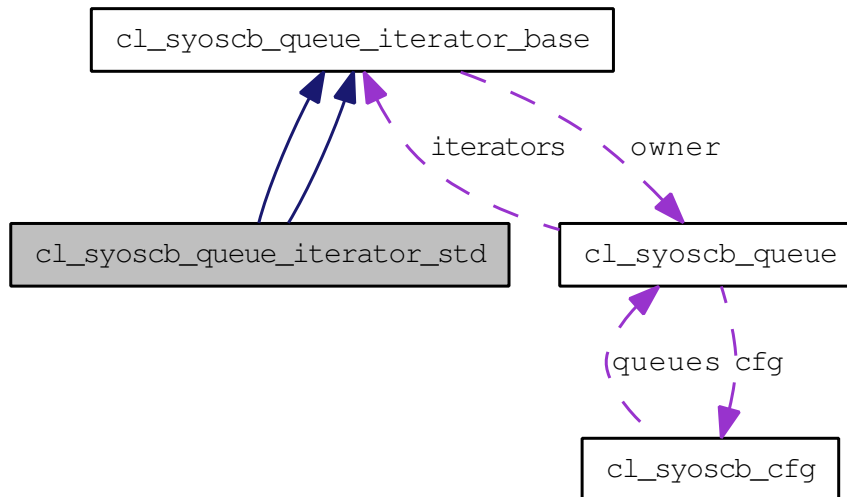 cl_syoscb_queue_iterator_base
iterators
owner
cl_syoscb_queue_iterator_std
cl_syoscb_queue
queues
cfg
cl_syoscb_cfg